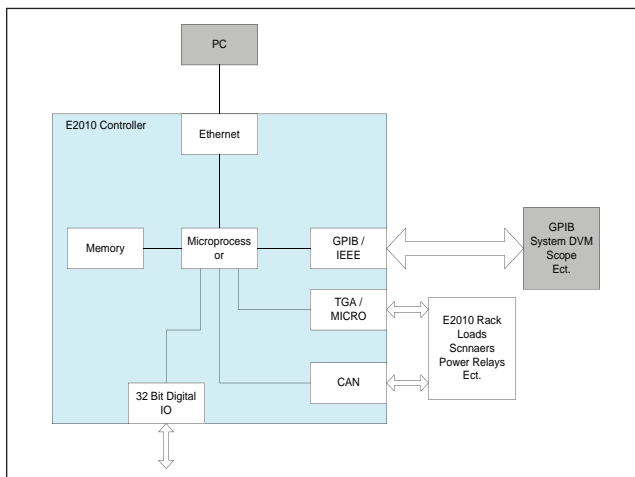 PC
E2010 Controller
Ethernet
Memory
Microprocess
or
GPIB /
IEEE
GPIB
System DVM
Scope
Ect.
TGA /
MICRO
E2010 Rack
Loads
Scnnaers
Power Relays
Ect.
CAN
32 Bit Digital
IO